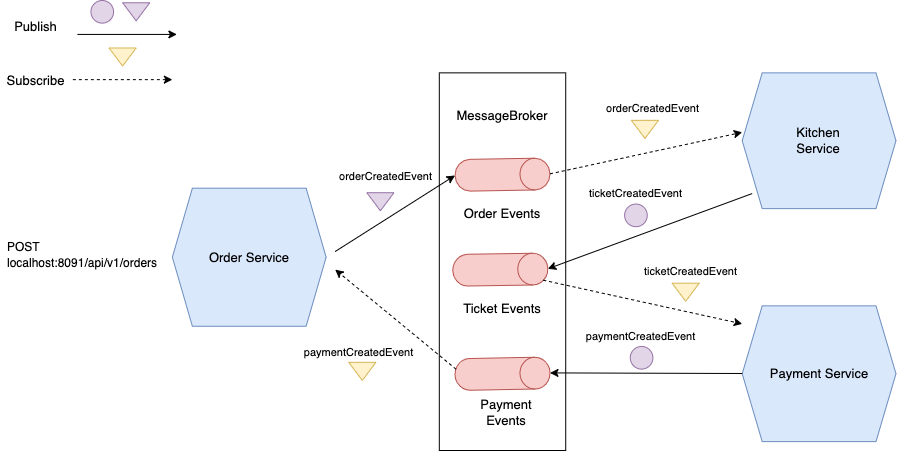 Publish
Subscribe
MessageBroker
orderCreatedEvent
Kitchen
Service
orderCreatedEvent
ticketCreatedEvent
Order Events
POST
localhost:8091/api/v1/orders
Order Service
ticketCreatedEvent
Ticket Events
paymentCreatedEvent
paymentCreatedEvent
Payment Service
Payment
Events